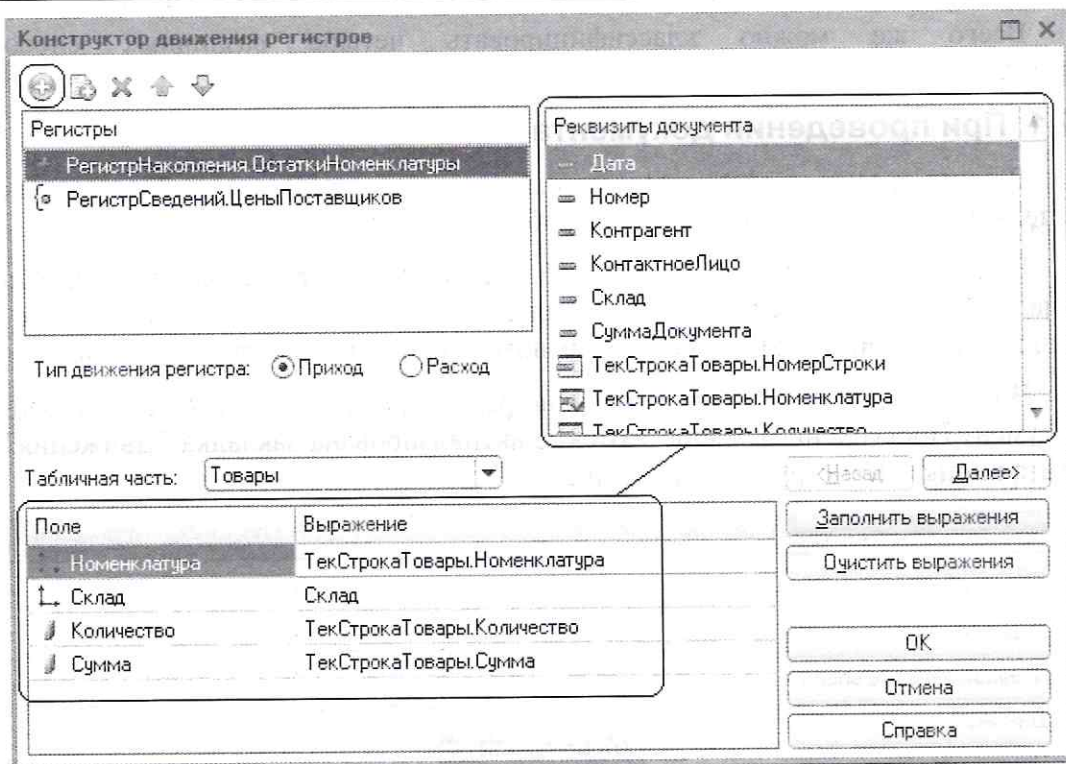 Конструктор движения регистров
Регистры
РегистрНакопления.ОстаткиНоменклатуры
РегистрСведений.ЦеныПоставщиков
Реквизиты документа
Дата
Номер
Контрагент
КонтактноеЛицо
Склад
СуммаДокумента
ТекСтрокаТовары.НомерСтроки
ТекСтрокаТовары.Номенклатура
ТекСтрокаТовары.Количество
Тип движения регистра: Приход Расход
Табличная часть: Товары
<Назад Далее>
Поле Выражение
Номенклатура ТекСтрокаТовары.Номенклатура
Склад Склад
Количество ТекСтрокаТовары.Количество
Сумма ТекСтрокаТовары.Сумма
Заполнить выражения
Очистить выражения
OK
Отмена
Справка